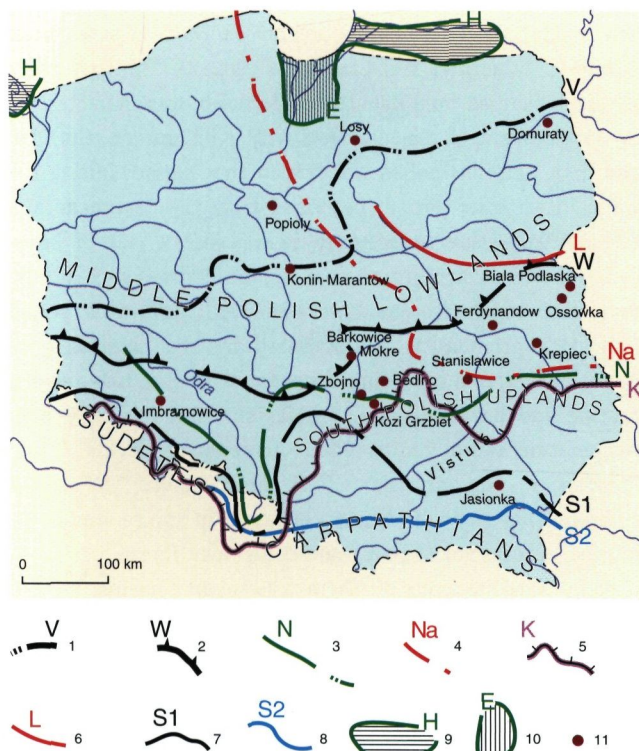 H
H
E
V
Losy
Domuraty
Popioly
L
W
Konin-Marantow
Biala Podlaska
MIDDLE POLISH LOWLANDS
Ossowka
Ferdynandow
Barkowice
Mokre
Krepiec
Odra
Stanislawice
Na
N
Zbojno
Bedlno
K
Imbramowice
Kozi Grzbiet
SOUTH POLISH UPLANDS
SUDETES
Vistula
Jasionka
S1
S2
CARPATHIANS
0 100 km
V 1
W 2
N 3
Na 4
K 5
L 6
S1 7
S2 8
H 9
E 10
11